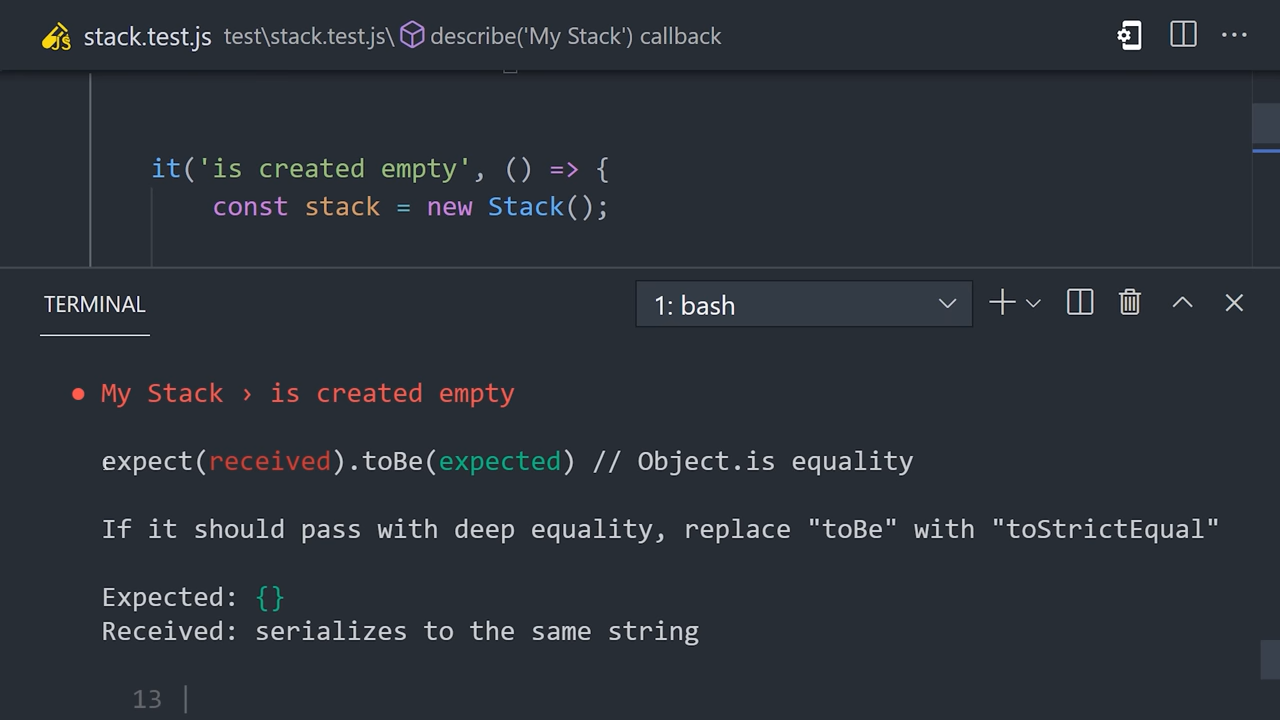 stack.test.js test\stack.test.js\ describe('My Stack') callback
it('is created empty', () => {
const stack = new Stack();
TERMINAL
1: bash
● My Stack › is created empty
expect(received).toBe(expected) // Object.is equality
If it should pass with deep equality, replace "toBe" with "toStrictEqual"
Expected: {}
Received: serializes to the same string
13 |